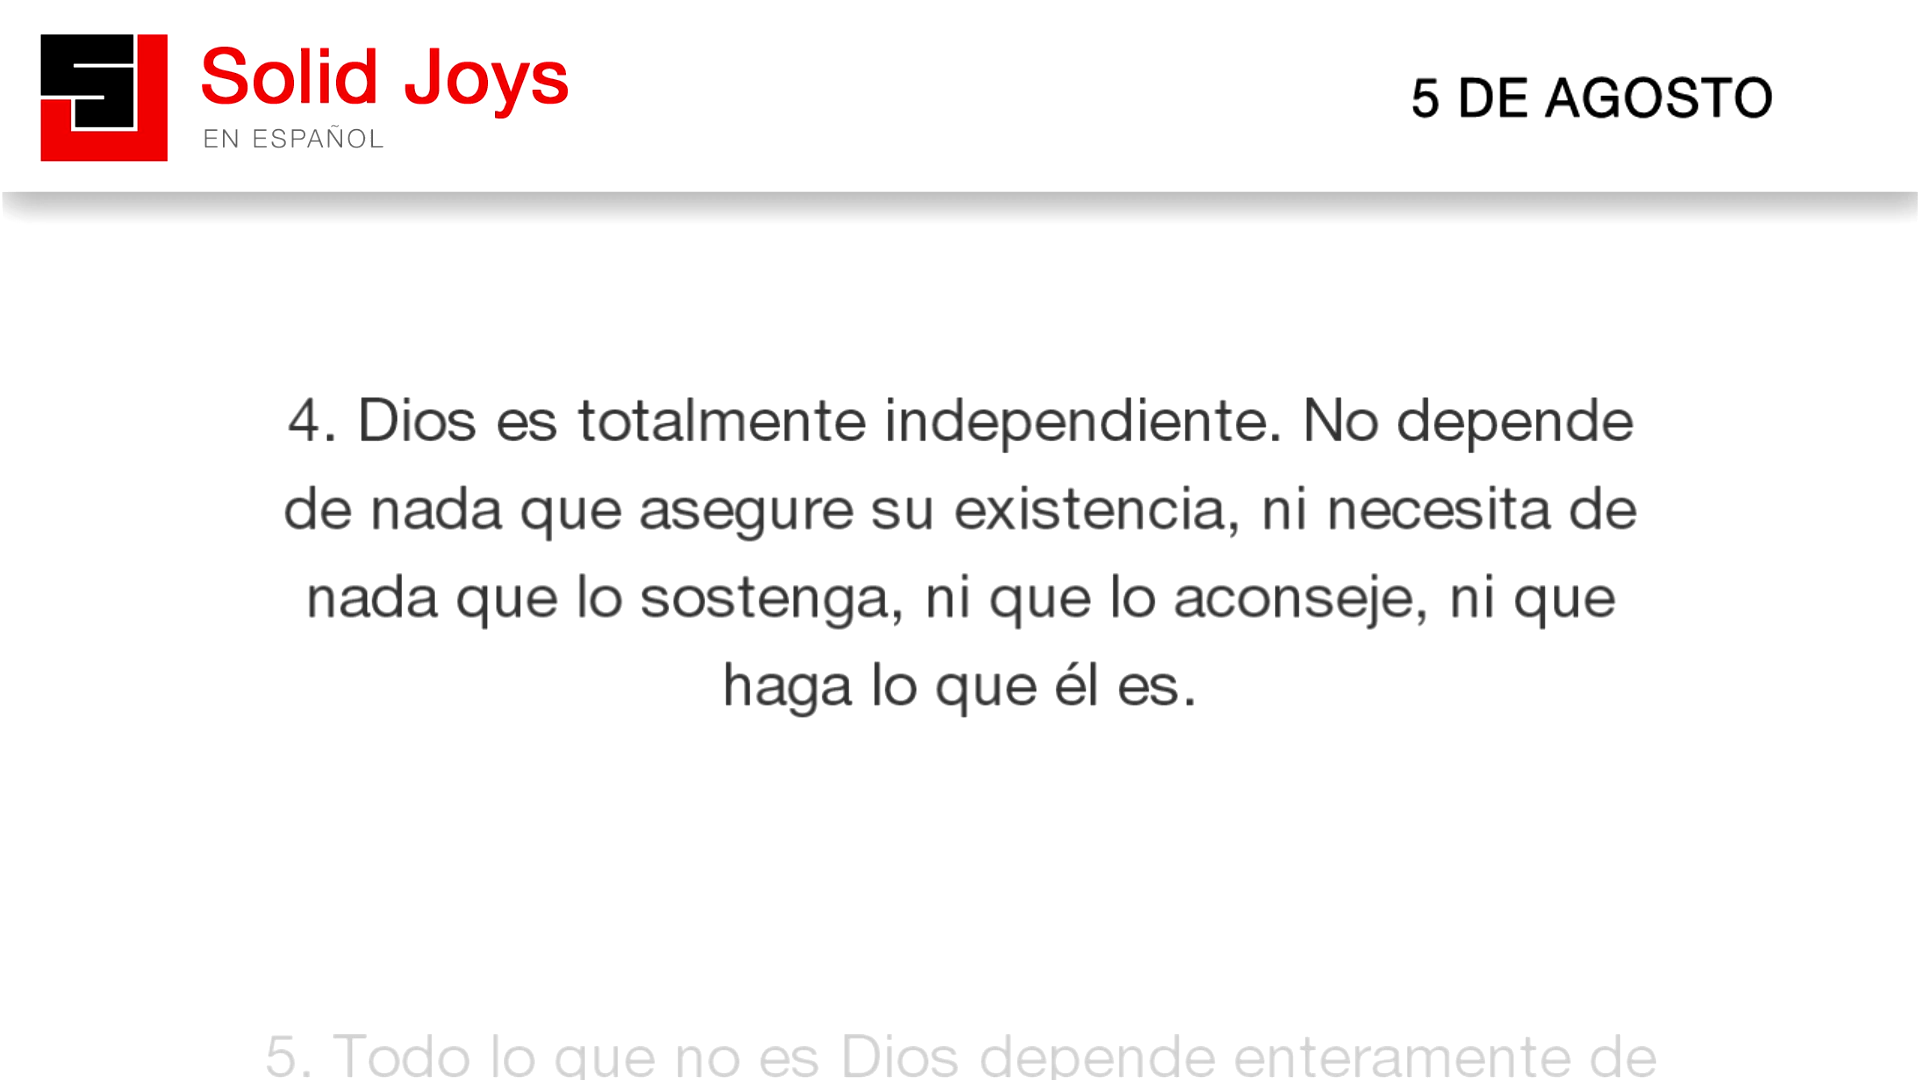 Solid Joys
EN ESPAÑOL
5 DE AGOSTO
4. Dios es totalmente independiente. No depende
de nada que asegure su existencia, ni necesita de
nada que lo sostenga, ni que lo aconseje, ni que
haga lo que él es.
5. Todo lo que no es Dios depende enteramente de